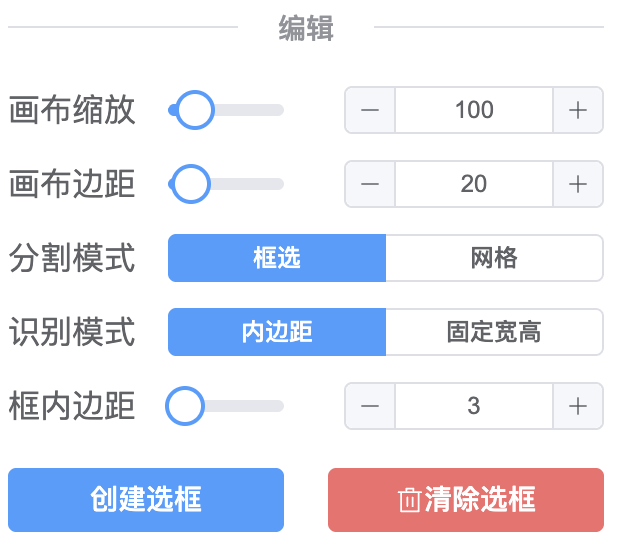 编辑
画布缩放 100
画布边距 20
分割模式 框选 网格
识别模式 内边距 固定宽高
框内边距 3
创建选框 清除选框